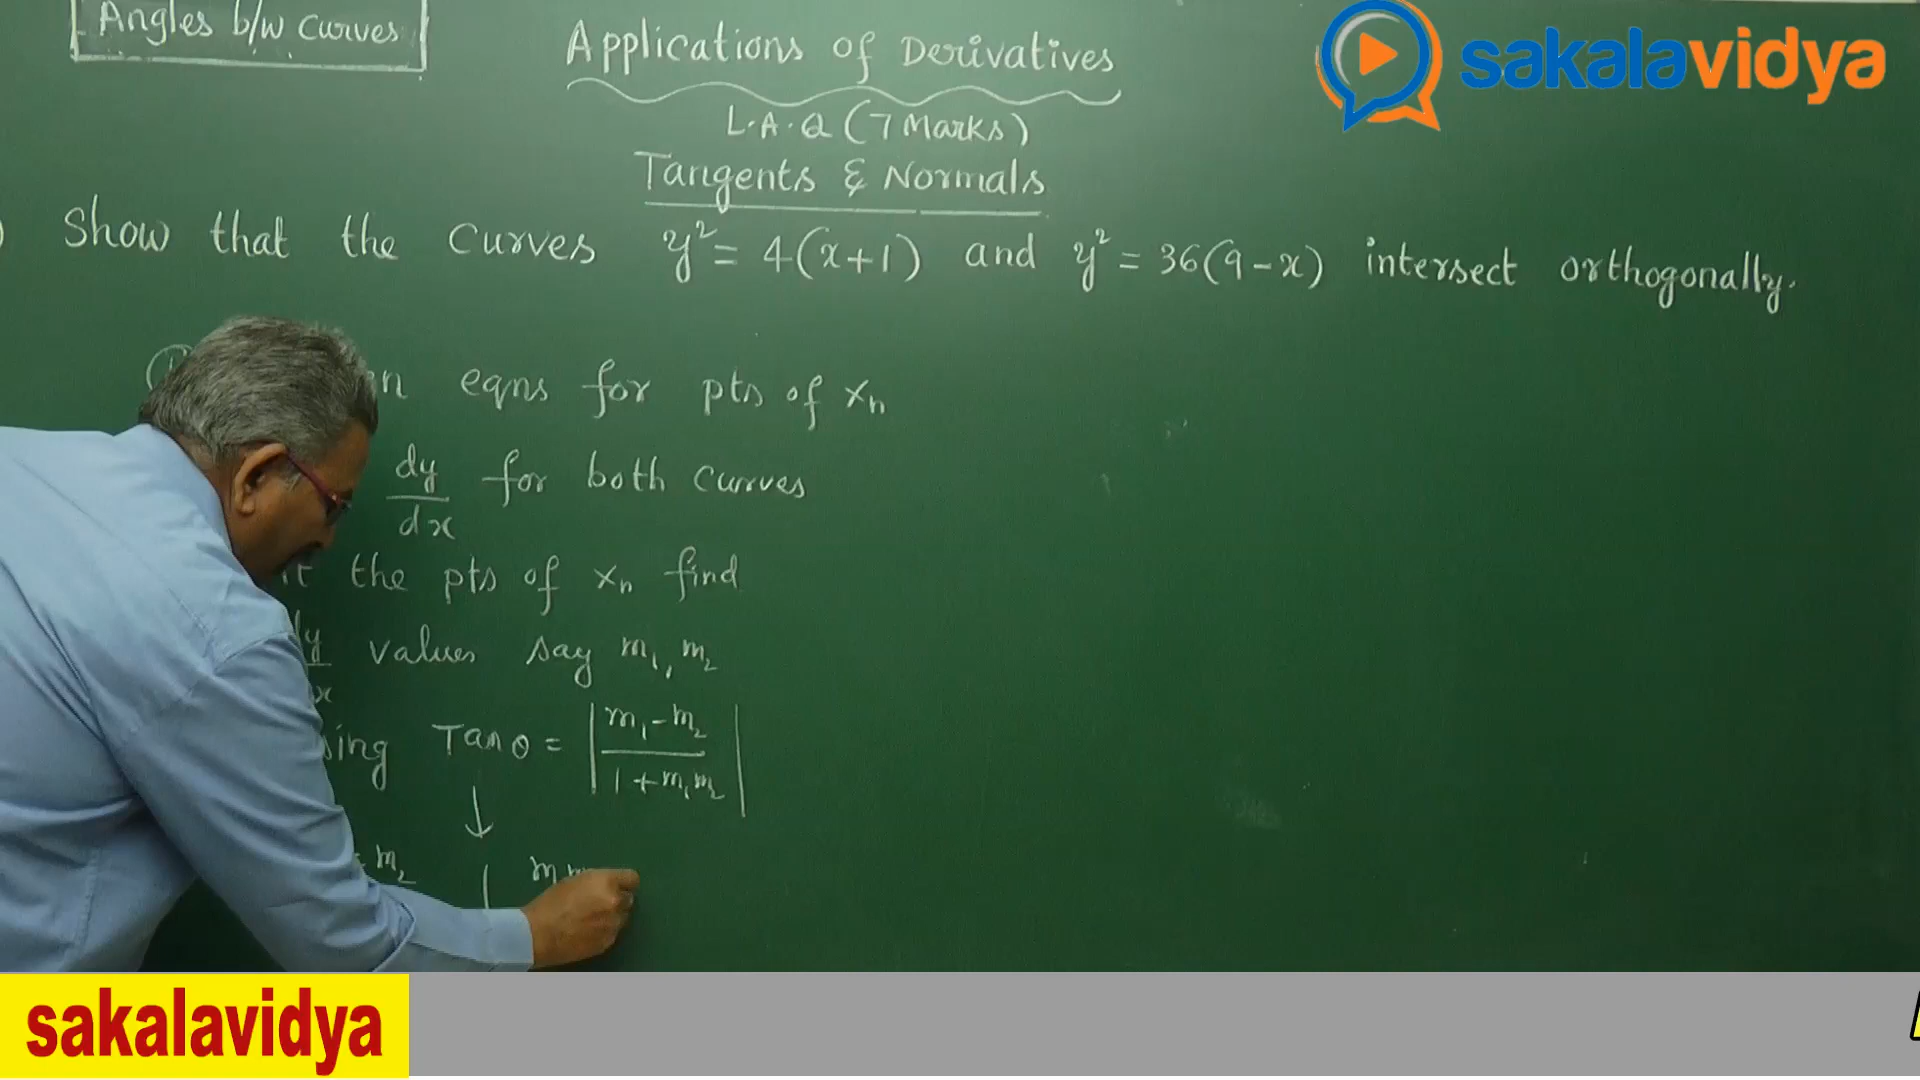 Angles b/w Curves
Applications of Derivatives
sakalavidya
L.A.Q (7 Marks)
Tangents & Normals
) Show that the curves y² = 4(x+1) and y² = 36(9-x) intersect orthogonally.
eqns for pts of xn
dy/dx for both curves
the pts of xn find
values say m₁, m₂
Tanθ = |(m₁-m₂)/(1+m₁m₂)|
↓
m₂ | m
sakalavidya